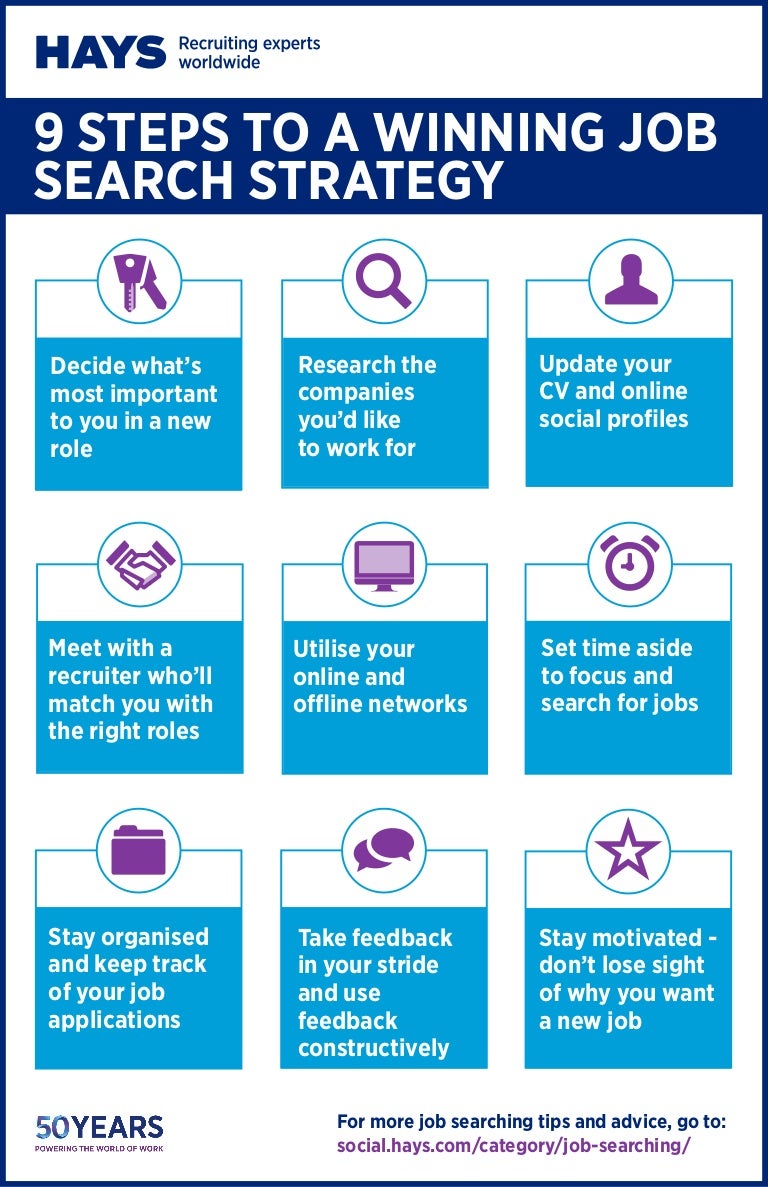 HAYS Recruiting experts
worldwide
9 STEPS TO A WINNING JOB
SEARCH STRATEGY
Decide what's
most important
to you in a new
role
Research the
companies
you'd like
to work for
Update your
CV and online
social profiles
Meet with a
recruiter who'll
match you with
the right roles
Utilise your
online and
offline networks
Set time aside
to focus and
search for jobs
Stay organised
and keep track
of your job
applications
Take feedback
in your stride
and use
feedback
constructively
Stay motivated -
don't lose sight
of why you want
a new job
50YEARS
POWERING THE WORLD OF WORK
For more job searching tips and advice, go to:
social.hays.com/category/job-searching/